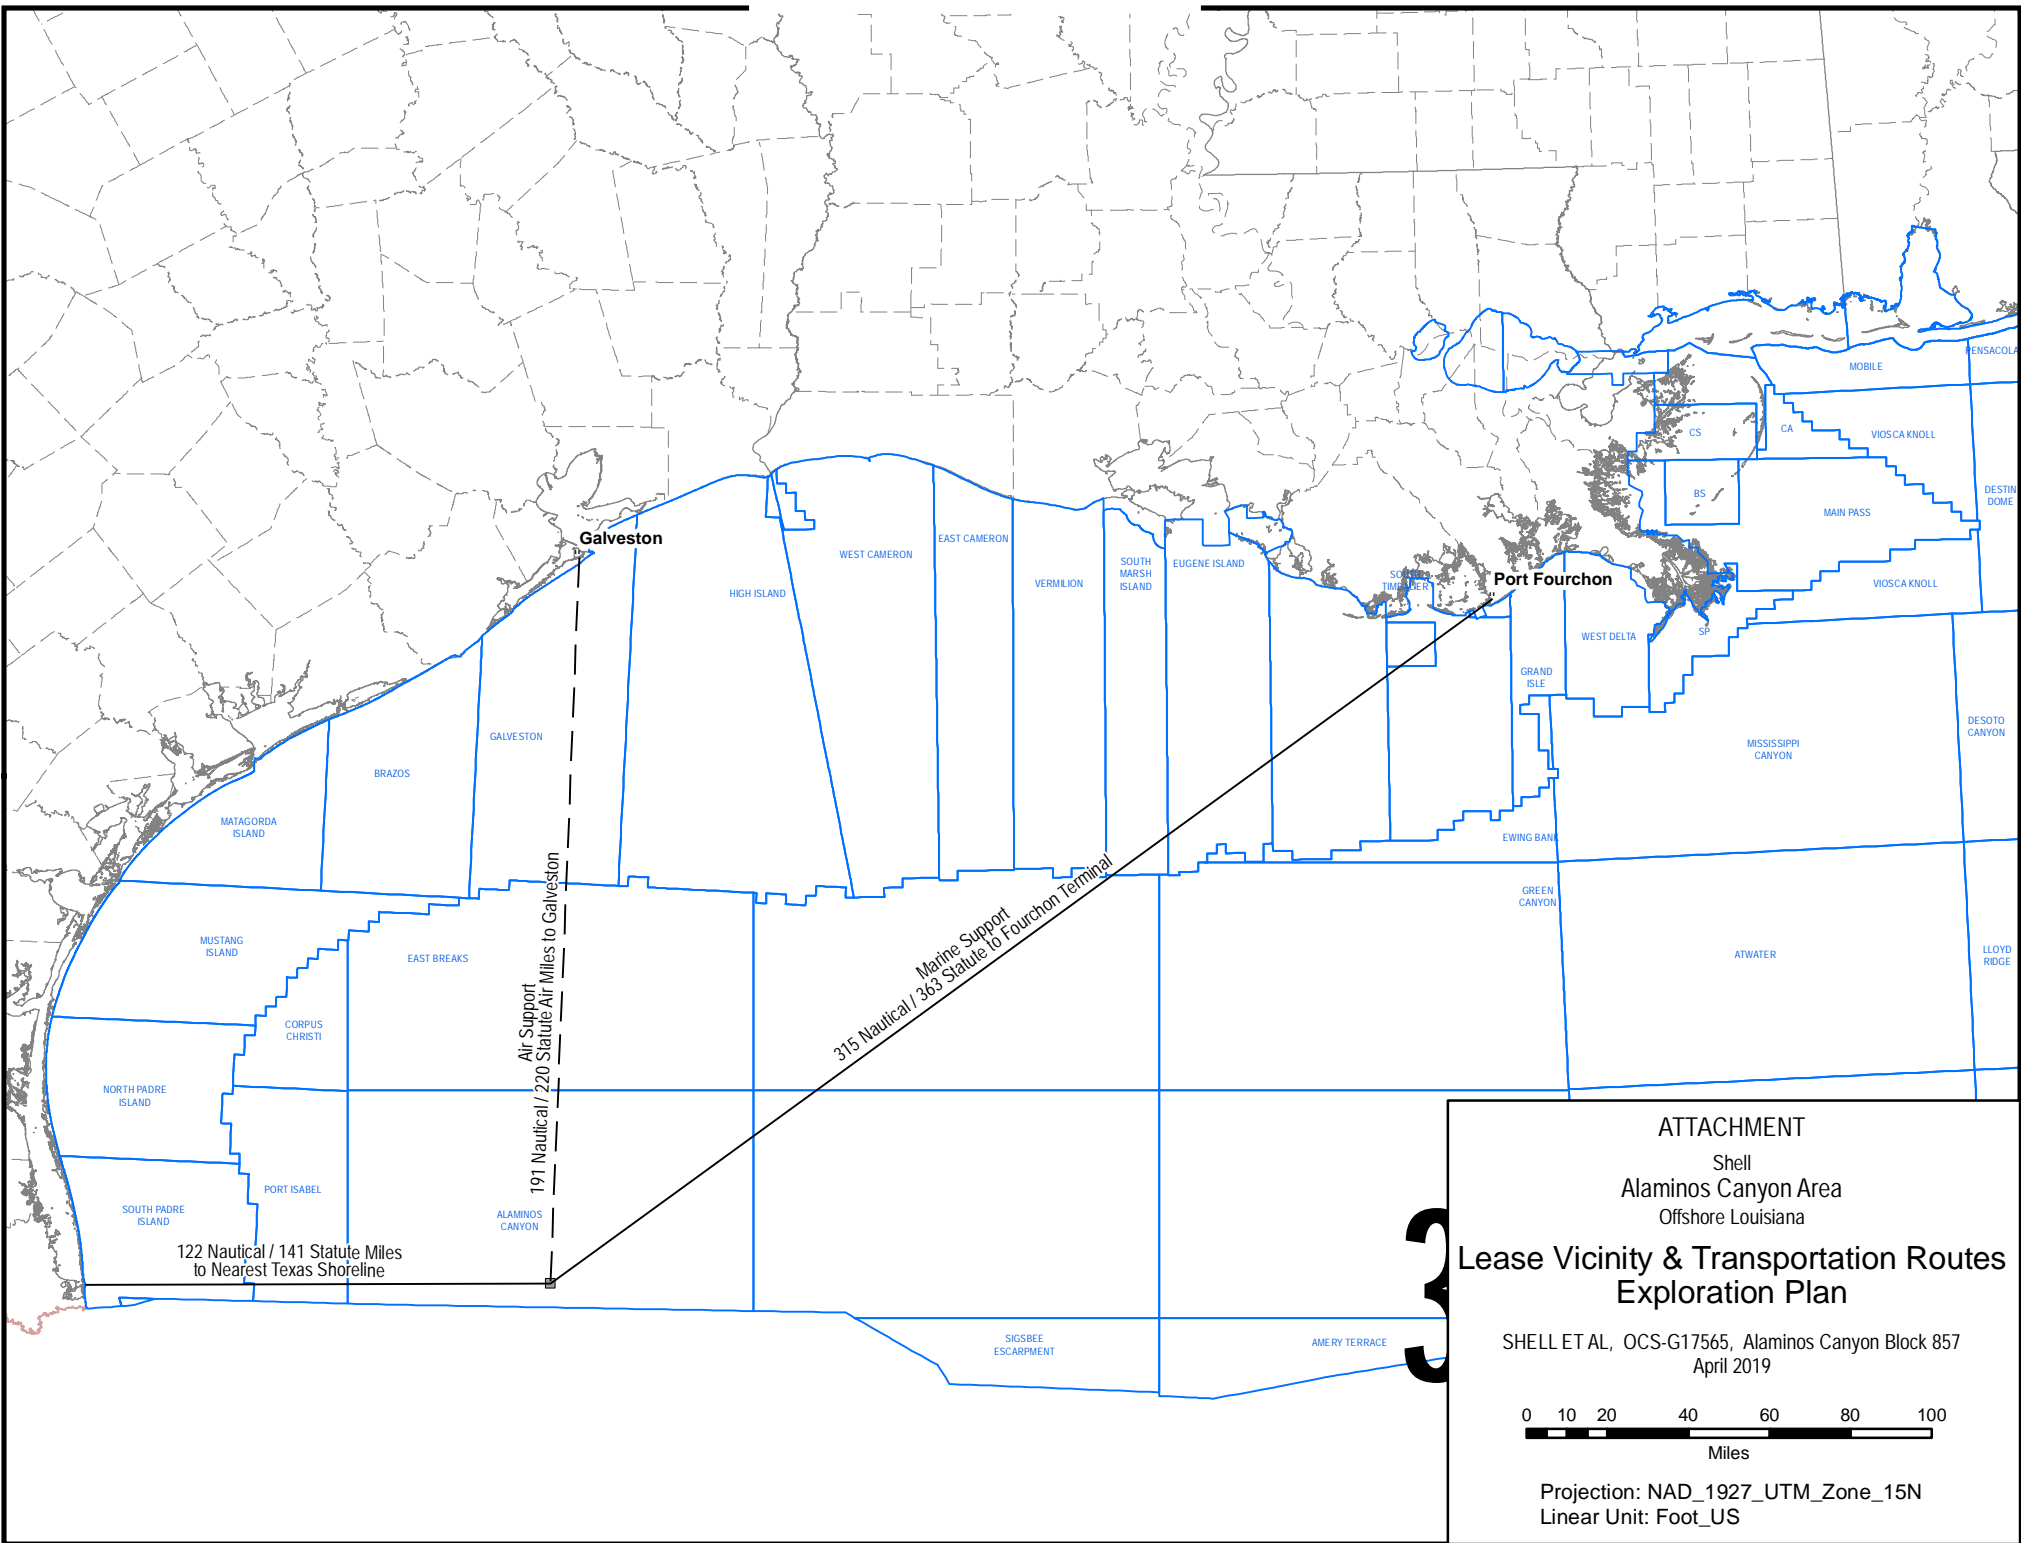 PENSACOLA
MOBILE
CS
CA
VIOSCA KNOLL
BS
DESTIN
DOME
MAIN PASS
Galveston
WEST CAMERON
EAST CAMERON
VERMILION
SOUTH
MARSH
ISLAND
EUGENE ISLAND
SOUTH
TIMBALIER
Port Fourchon
VIOSCA KNOLL
HIGH ISLAND
WEST DELTA
SP
GRAND
ISLE
GALVESTON
BRAZOS
MISSISSIPPI
CANYON
DESOTO
CANYON
MATAGORDA
ISLAND
EWING BANK
GREEN
CANYON
MUSTANG
ISLAND
EAST BREAKS
ATWATER
LLOYD
RIDGE
Air Support
191 Nautical / 220 Statute Air Miles to Galveston
Marine Support
315 Nautical / 363 Statute to Fourchon Terminal
CORPUS
CHRISTI
NORTH PADRE
ISLAND
PORT ISABEL
SOUTH PADRE
ISLAND
ALAMINOS
CANYON
122 Nautical / 141 Statute Miles
to Nearest Texas Shoreline
SIGSBEE
ESCARPMENT
AMERY TERRACE
3
ATTACHMENT
Shell
Alaminos Canyon Area
Offshore Louisiana
Lease Vicinity & Transportation Routes
Exploration Plan
SHELL ET AL, OCS-G17565, Alaminos Canyon Block 857
April 2019
0 10 20 40 60 80 100
Miles
Projection: NAD_1927_UTM_Zone_15N
Linear Unit: Foot_US